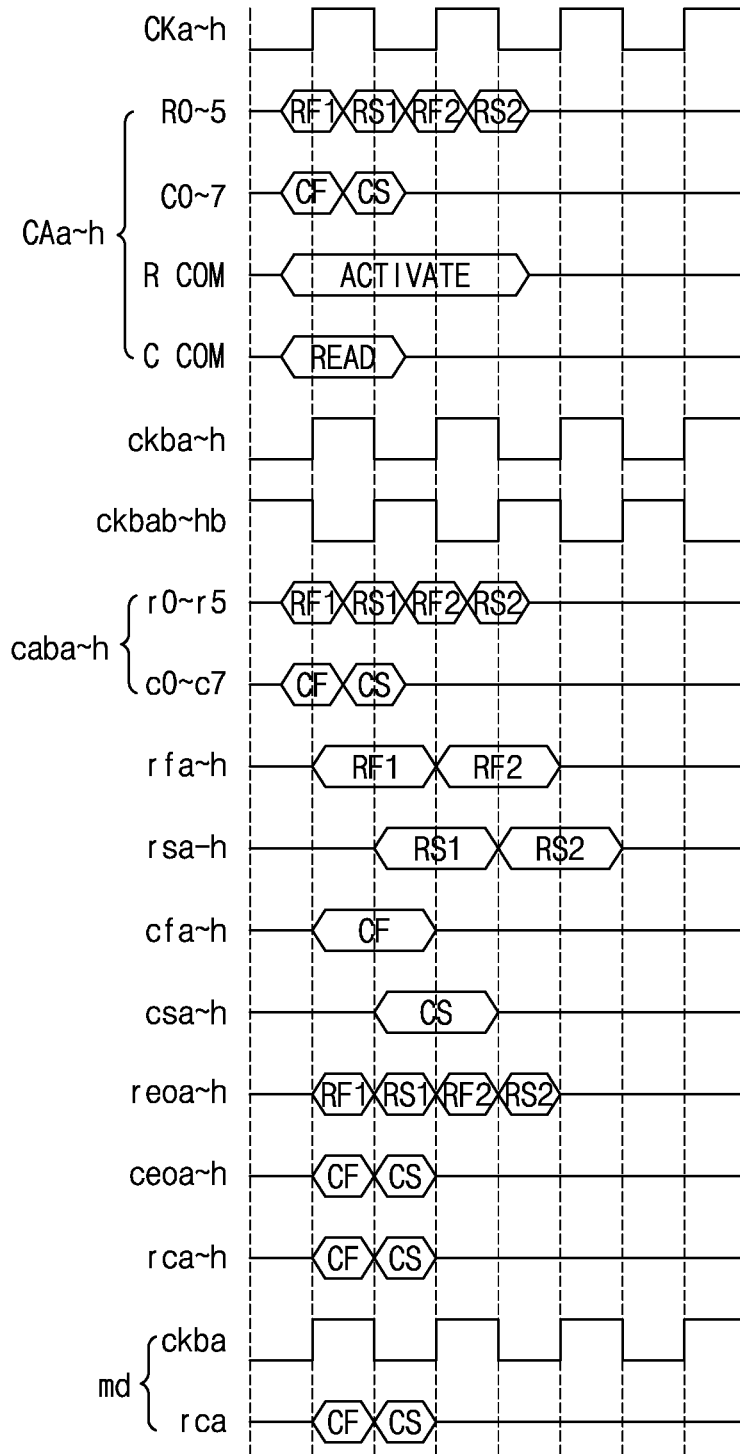 CKa~h
R0~5 RF1 RS1 RF2 RS2
C0~7 CF CS
CAa~h
R COM ACTIVATE
C COM READ
ckba~h
ckbab~hb
r0~r5 RF1 RS1 RF2 RS2
caba~h
c0~c7 CF CS
rfa~h RF1 RF2
rsa-h RS1 RS2
cfa~h CF
csa~h CS
reoa~h RF1 RS1 RF2 RS2
ceoa~h CF CS
rca~h CF CS
ckba
md
rca CF CS